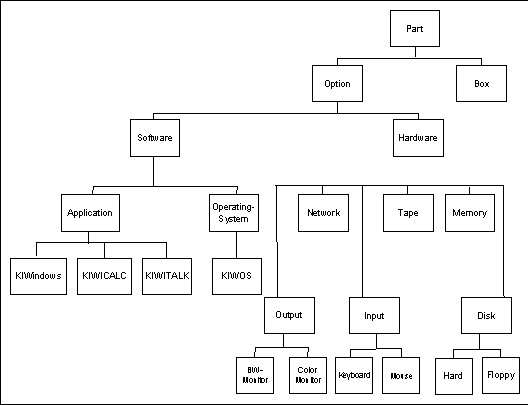 Part
Option
Box
Software
Hardware
Application
Operating-
System
Network
Tape
Memory
KIWindows
KIWICALC
KIWITALK
KIWOS
Output
Input
Disk
BW-
Monitor
Color
Monitor
Keyboard
Mouse
Hard
Floppy